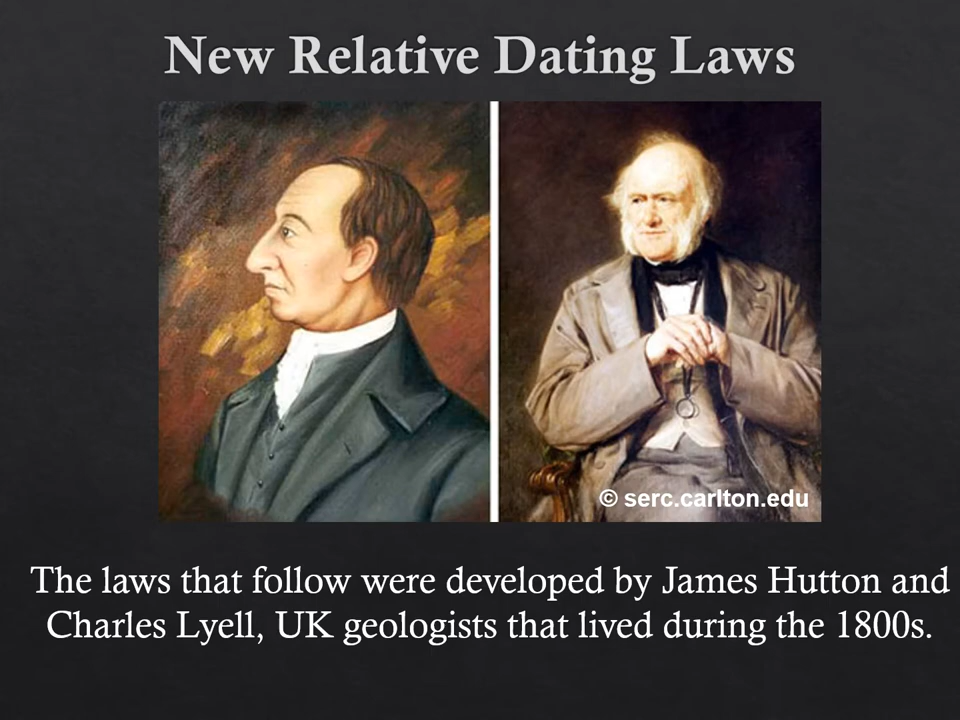 New Relative Dating Laws
© serc.carlton.edu
The laws that follow were developed by James Hutton and
Charles Lyell, UK geologists that lived during the 1800s.